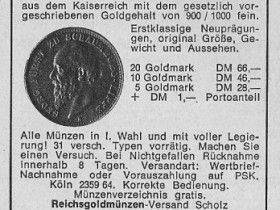 aus dem Kaiserreich mit dem gesetzlich vor-
geschriebenen Goldgehalt von 900 / 1000 fein.
Erstklassige Neuprägun-
gen, original Größe, Ge-
wicht und Aussehen.
20 Goldmark DM 66,—
10 Goldmark DM 46,—
5 Goldmark DM 28,—
+ DM 1,— Portoanteil
Alle Münzen in I. Wahl und mit voller Legie-
rung! 31 versch. Typen vorrätig. Machen Sie
einen Versuch. Bei Nichtgefallen Rücknahme
innerhalb 8 Tagen. Versandart: Wertbrief-
Nachnahme oder Vorauszahlung auf PSK.
Köln 2359 64. Korrekte Bedienung.
Münzenverzeichnis gratis.
Reichsgoldmünzen-Versand Scholz